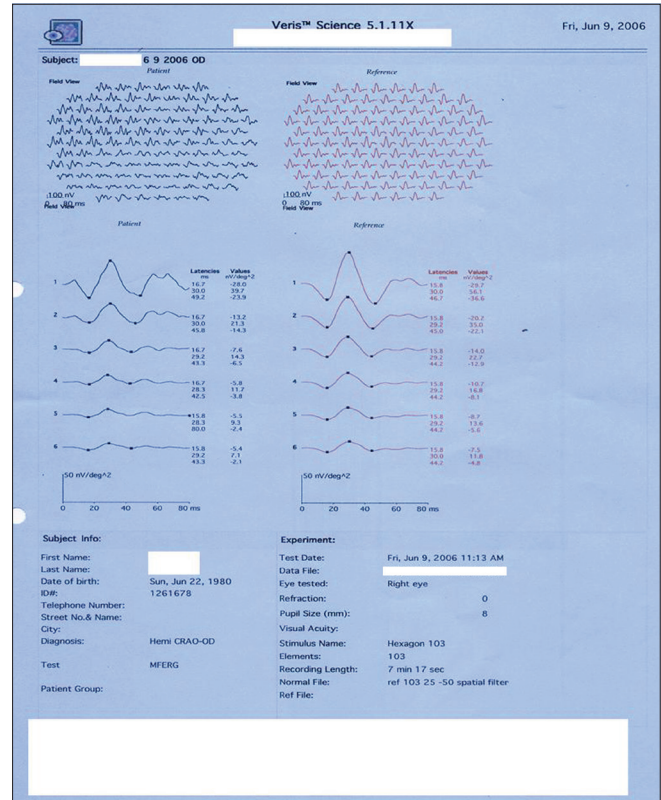 Veris™ Science 5.1.11X
Fri, Jun 9, 2006
Subject: 6 9 2006 OD
Patient
Reference
Field View
Field View
100 nV
0 80 ms
Field View
100 nV
0 80 ms
Field View
Patient
Reference
Latencies Values
ms nV/deg^2
1 16.7 -28.0
30.0 39.7
49.2 -23.9
2 16.7 -13.2
30.0 21.3
45.8 -14.3
3 16.7 -7.6
29.2 14.3
43.3 -6.5
4 16.7 -5.8
28.3 11.7
42.5 -3.8
5 15.8 -5.5
28.3 9.3
80.0 -2.4
6 15.8 -5.4
29.2 7.1
43.3 -2.1
50 nV/deg^2
0 20 40 60 80 ms
Latencies Values
ms nV/deg^2
1 15.8 -29.7
30.0 56.1
46.7 -36.6
2 15.8 -20.2
29.2 35.0
45.0 -22.1
3 15.8 -14.0
29.2 22.7
44.2 -12.9
4 15.8 -10.7
29.2 16.8
44.2 -8.1
5 15.8 -8.7
29.2 13.6
44.2 -5.6
6 15.8 -7.5
30.0 11.8
44.2 -4.8
50 nV/deg^2
0 20 40 60 80 ms
Subject Info:
First Name:
Last Name:
Date of birth: Sun, Jun 22, 1980
ID#: 1261678
Telephone Number:
Street No.& Name:
City:
Diagnosis: Hemi CRAO-OD
Test MFERG
Patient Group:
Experiment:
Test Date: Fri, Jun 9, 2006 11:13 AM
Data File:
Eye tested: Right eye
Refraction: 0
Pupil Size (mm): 8
Visual Acuity:
Stimulus Name: Hexagon 103
Elements: 103
Recording Length: 7 min 17 sec
Normal File: ref 103 25 -50 spatial filter
Ref File: